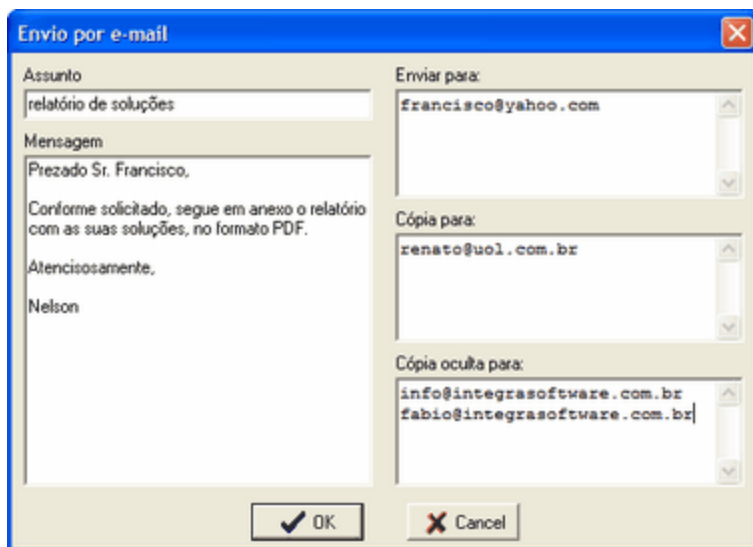 Envio por e-mail
Assunto
relatório de soluções
Mensagem
Prezado Sr. Francisco,
Conforme solicitado, segue em anexo o relatório
com as suas soluções, no formato PDF.
Atencisosamente,
Nelson
Enviar para:
francisco@yahoo.com
Cópia para:
renato@uol.com.br
Cópia oculta para:
info@integrasoftware.com.br
fabio@integrasoftware.com.br
OK
Cancel